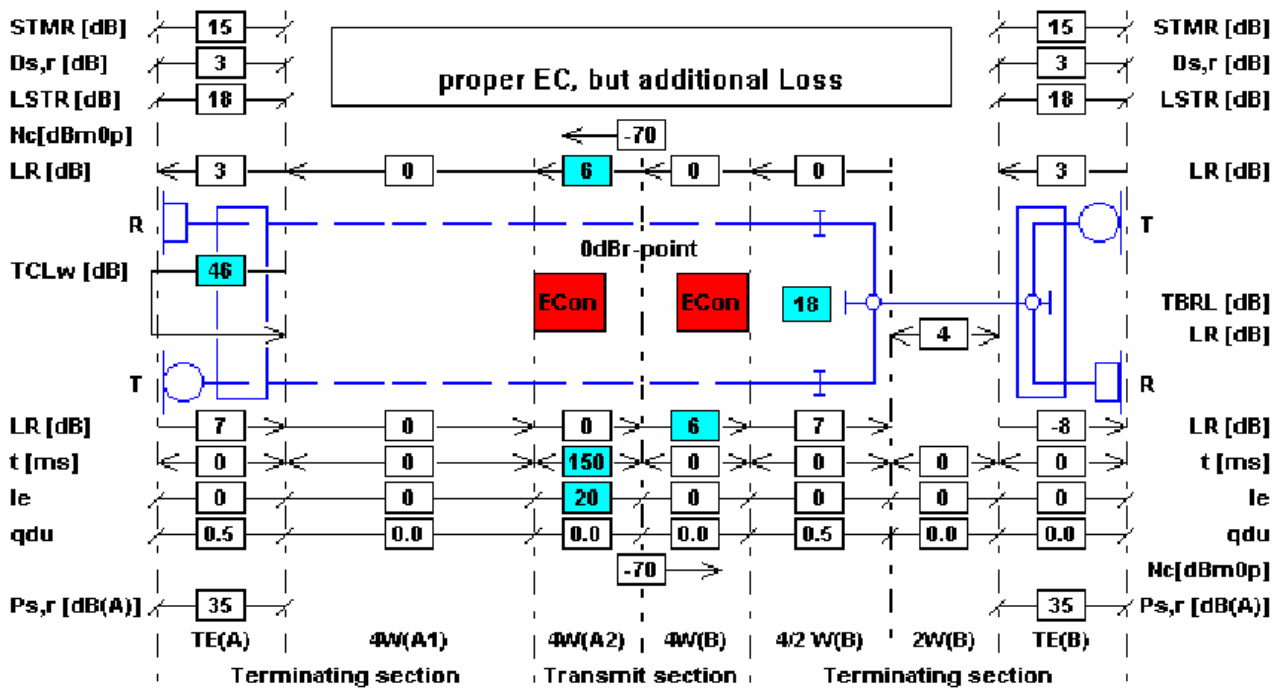 STMR [dB] 15 15 STMR [dB]
Ds,r [dB] 3 proper EC, but additional Loss 3 Ds,r [dB]
LSTR [dB] 18 18 LSTR [dB]
Nc[dBm0p] -70
LR [dB] 3 0 6 0 0 3 LR [dB]
R T
0dBr-point
TCLw [dB] 46
ECon ECon 18 TBRL [dB]
4 LR [dB]
T R
LR [dB] 7 0 0 6 7 -8 LR [dB]
t [ms] 0 0 150 0 0 0 0 t [ms]
Ie 0 0 20 0 0 0 0 Ie
qdu 0.5 0.0 0.0 0.0 0.5 0.0 0.0 qdu
-70 Nc[dBm0p]
Ps,r [dB(A)] 35 35 Ps,r [dB(A)]
TE(A) 4W(A1) 4W(A2) 4W(B) 4/2 W(B) 2W(B) TE(B)
Terminating section Transmit section Terminating section